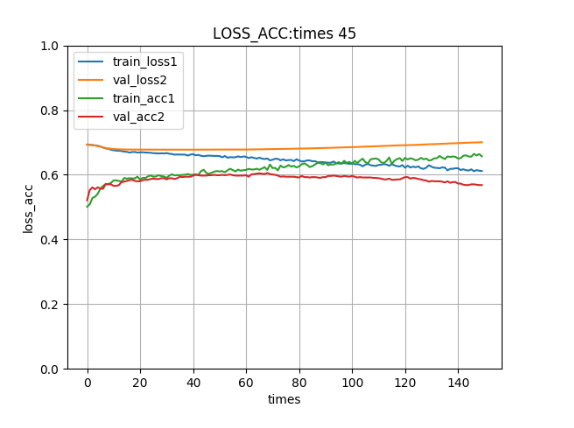 LOSS_ACC:times 45
train_loss1
val_loss2
train_acc1
val_acc2
loss_acc
1.0
0.8
0.6
0.4
0.2
0.0
0 20 40 60 80 100 120 140
times